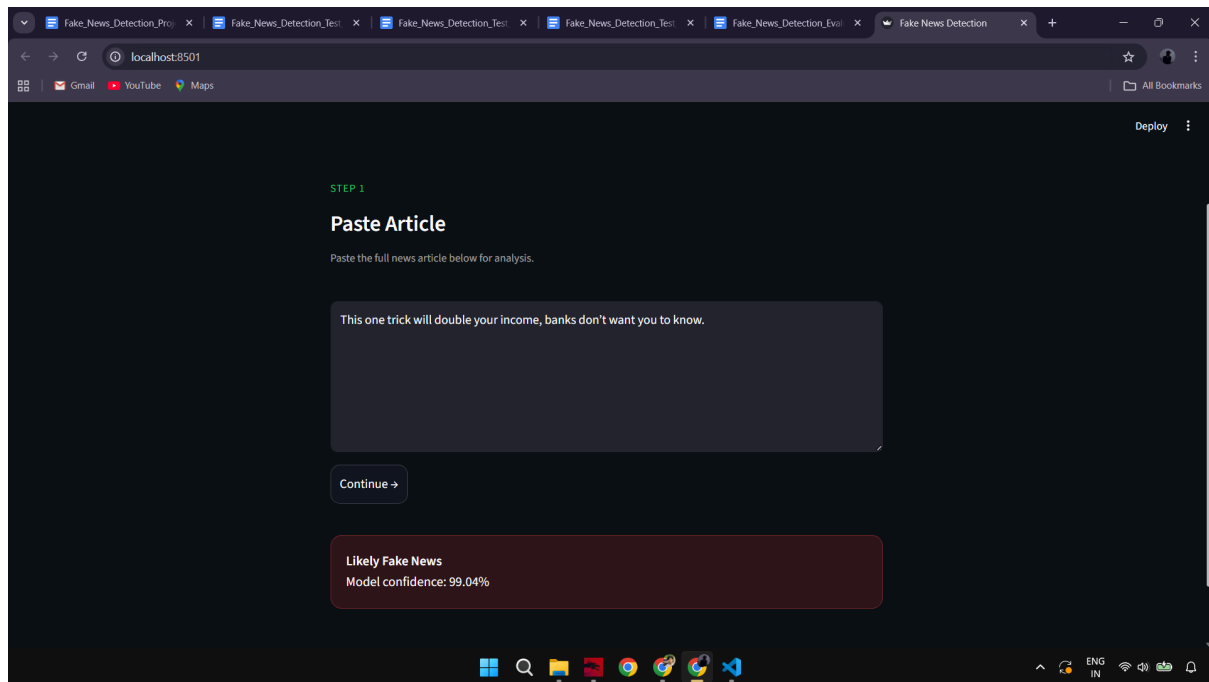 Fake_News_Detection_Proj
Fake_News_Detection_Test
Fake_News_Detection_Test
Fake_News_Detection_Test
Fake_News_Detection_Eval
Fake News Detection
localhost:8501
Gmail
YouTube
Maps
All Bookmarks
Deploy
STEP 1
Paste Article
Paste the full news article below for analysis.
This one trick will double your income, banks don't want you to know.
Continue →
Likely Fake News
Model confidence: 99.04%
ENG
IN